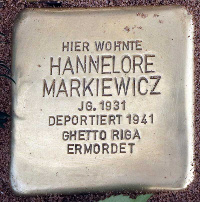 HIER WOHNTE
HANNELORE
MARKIEWICZ
JG. 1931
DEPORTIERT 1941
GHETTO RIGA
ERMORDET